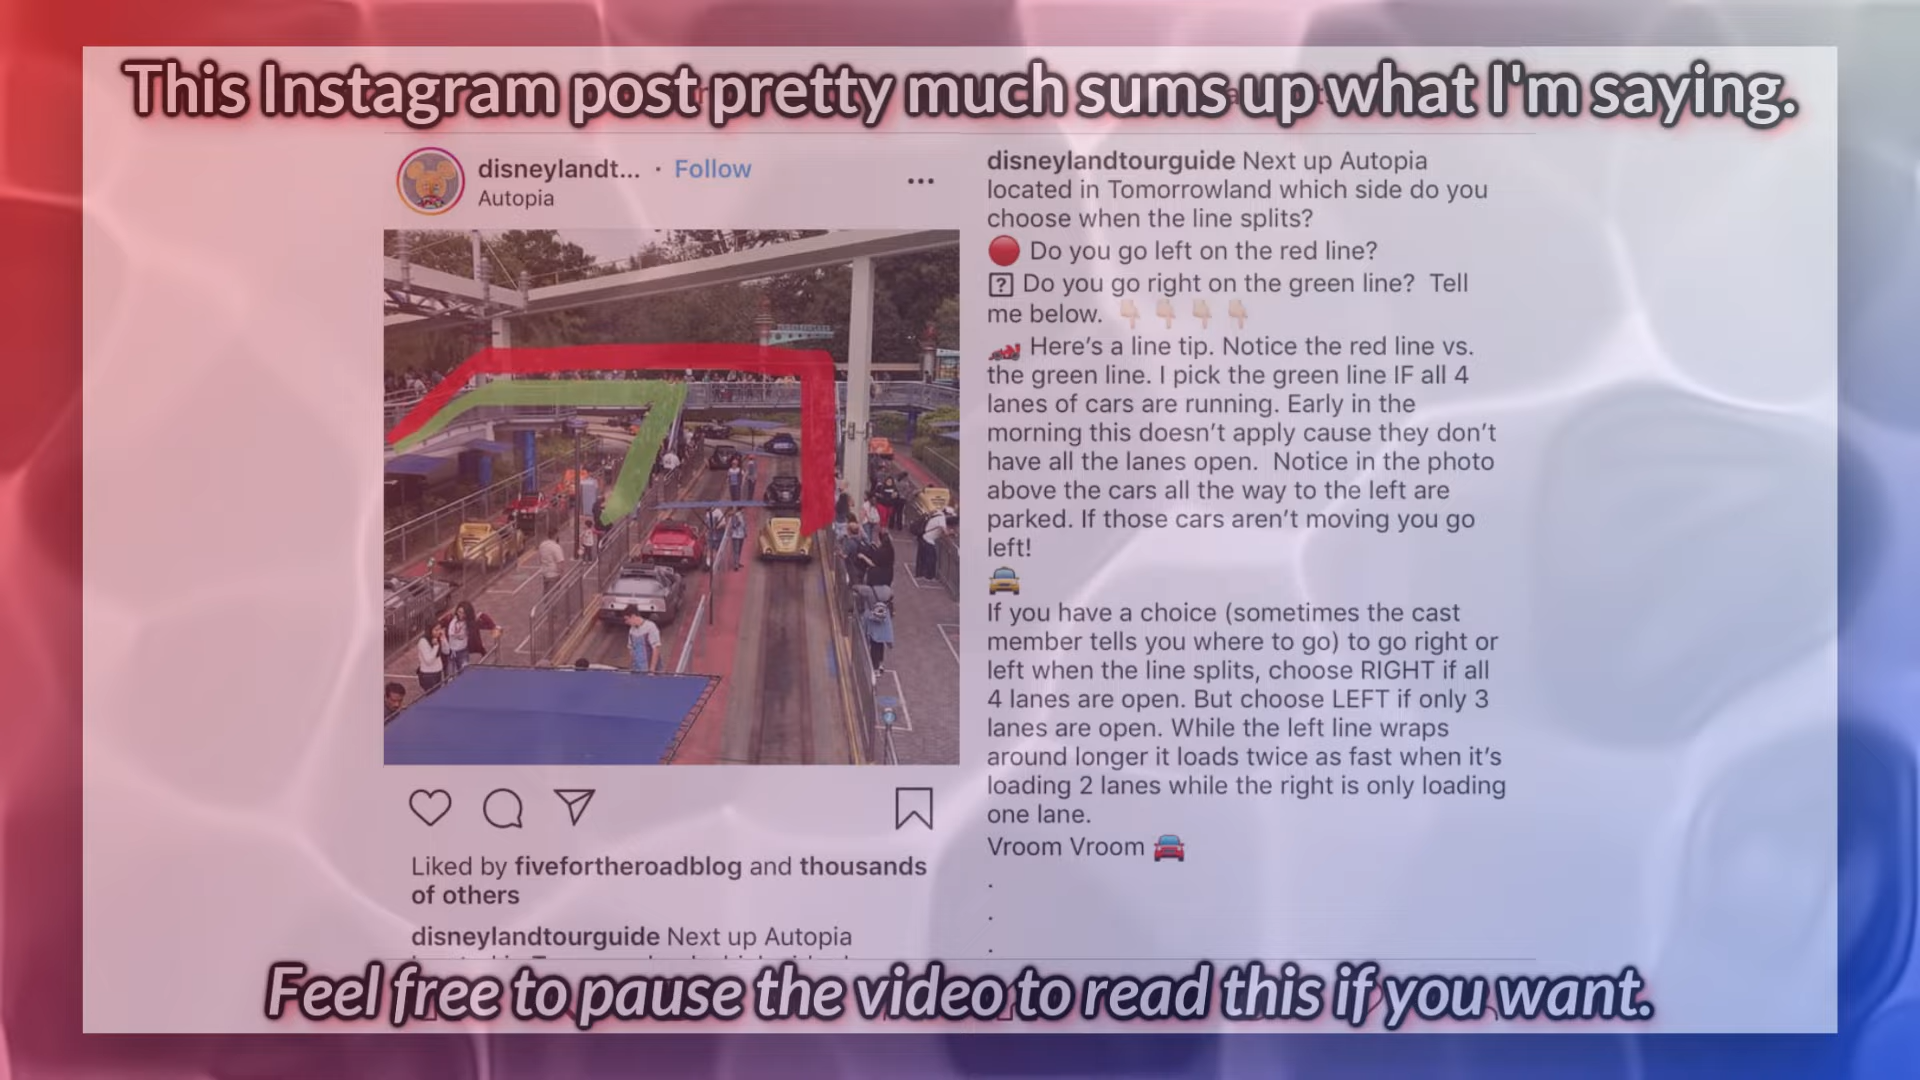 This Instagram post pretty much sums up what I'm saying.
disneylandt... · Follow
Autopia
Liked by fivefortheroadblog and thousands
of others
disneylandtourguide Next up Autopia
disneylandtourguide Next up Autopia
located in Tomorrowland which side do you
choose when the line splits?
🔴 Do you go left on the red line?
[?] Do you go right on the green line? Tell
me below. 👇🏻 👇🏻 👇🏻 👇🏻
🏎️ Here's a line tip. Notice the red line vs.
the green line. I pick the green line IF all 4
lanes of cars are running. Early in the
morning this doesn't apply cause they don't
have all the lanes open. Notice in the photo
above the cars all the way to the left are
parked. If those cars aren't moving you go
left!
🚖
If you have a choice (sometimes the cast
member tells you where to go) to go right or
left when the line splits, choose RIGHT if all
4 lanes are open. But choose LEFT if only 3
lanes are open. While the left line wraps
around longer it loads twice as fast when it's
loading 2 lanes while the right is only loading
one lane.
Vroom Vroom 🚘
.
.
.
Feel free to pause the video to read this if you want.